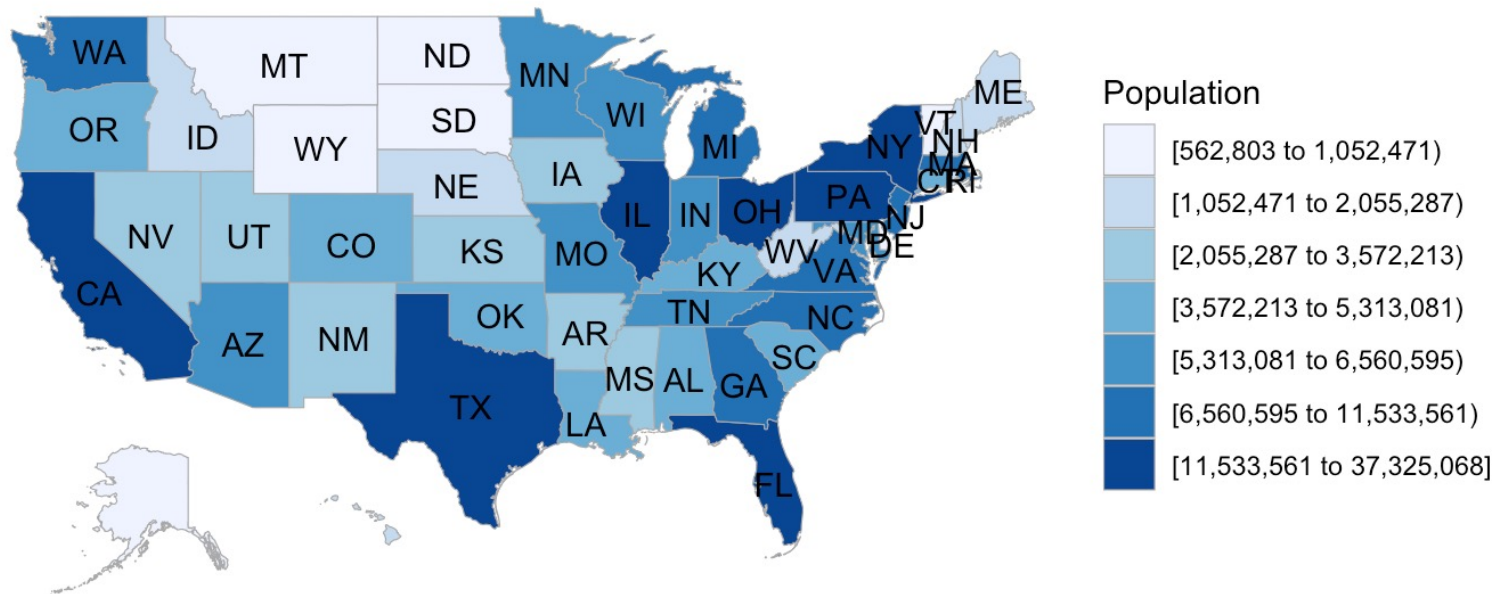 WA
MT
ND
MN
ME
OR
ID
SD
WI
VT
NH
WY
MI
NY
MA
NE
IA
CT
RI
PA
NV
UT
CO
KS
MO
IL
IN
OH
NJ
MD
DE
WV
VA
KY
CA
AZ
NM
OK
AR
TN
NC
SC
MS
AL
GA
TX
LA
FL
Population
[562,803 to 1,052,471)
[1,052,471 to 2,055,287)
[2,055,287 to 3,572,213)
[3,572,213 to 5,313,081)
[5,313,081 to 6,560,595)
[6,560,595 to 11,533,561)
[11,533,561 to 37,325,068]